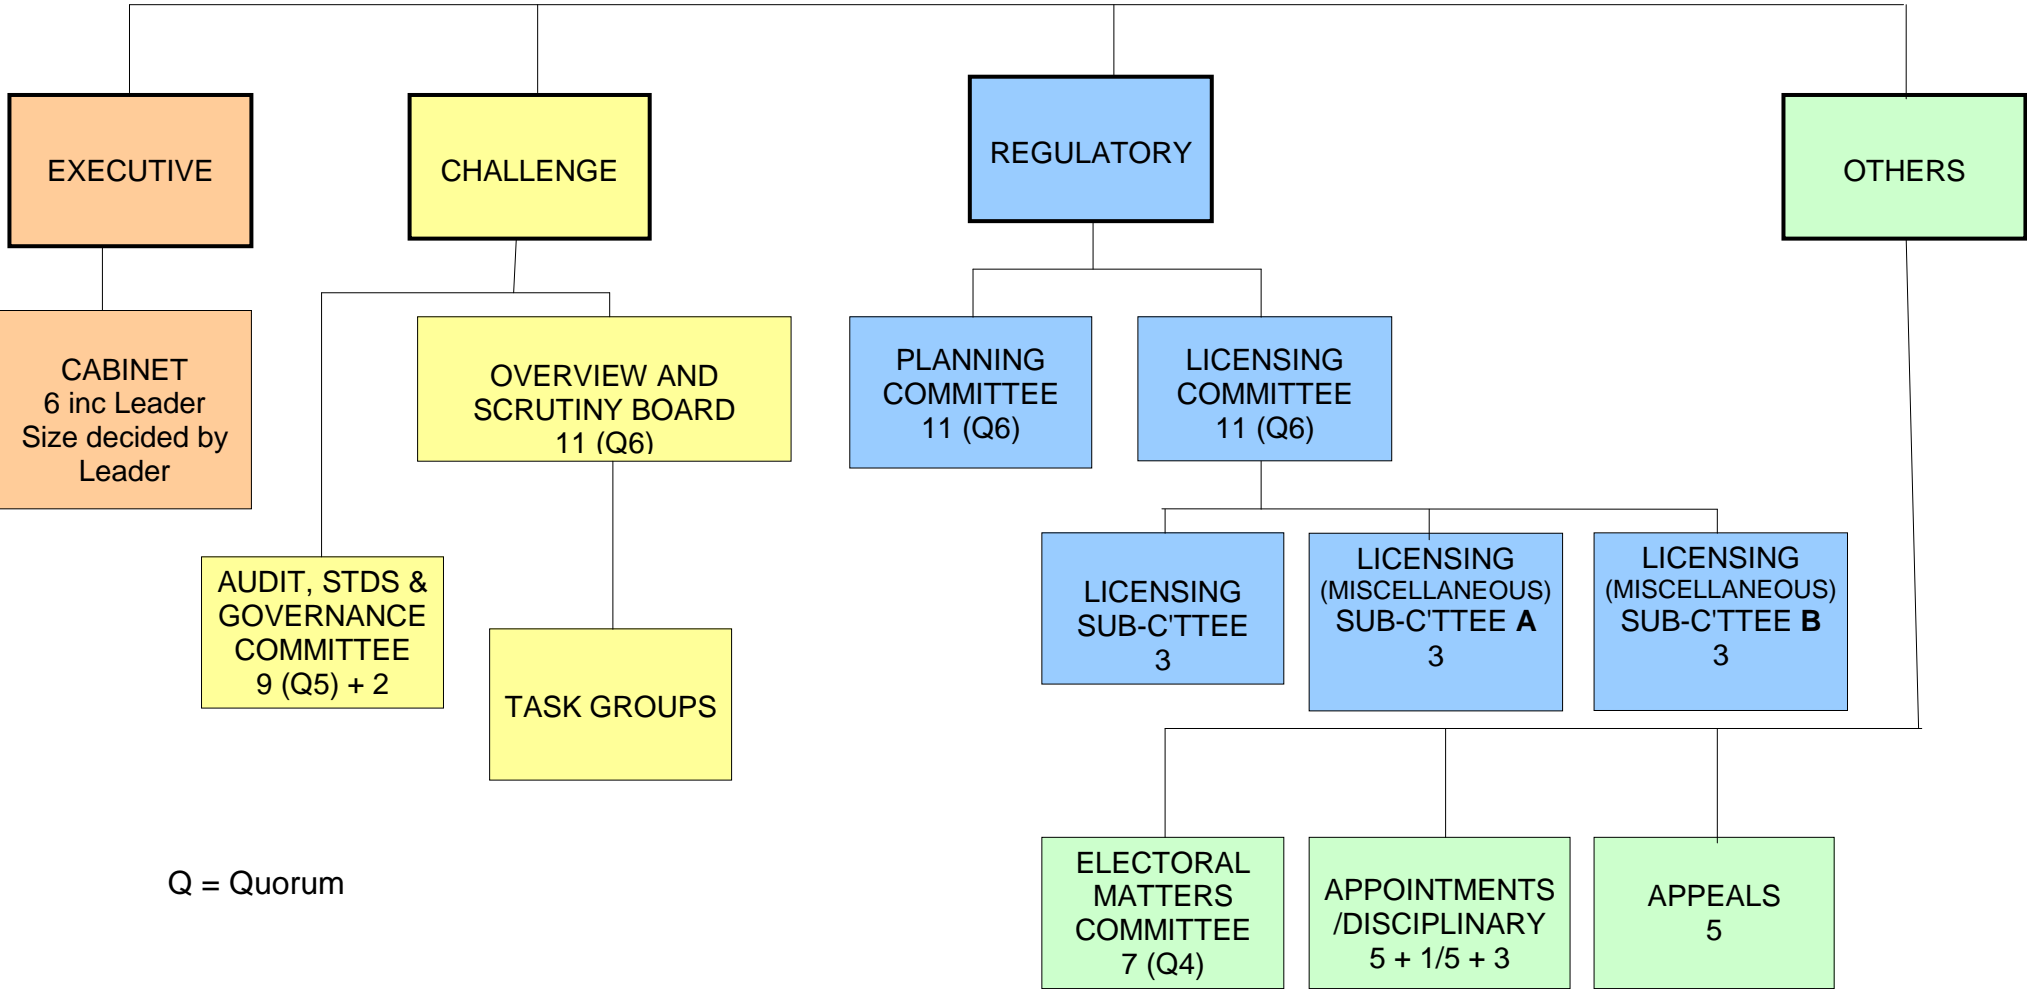 EXECUTIVE
CHALLENGE
REGULATORY
OTHERS
CABINET
6 inc Leader
Size decided by
Leader
OVERVIEW AND
SCRUTINY BOARD
11 (Q6)
PLANNING
COMMITTEE
11 (Q6)
LICENSING
COMMITTEE
11 (Q6)
AUDIT, STDS &
GOVERNANCE
COMMITTEE
9 (Q5) + 2
TASK GROUPS
LICENSING
SUB-C'TTEE
3
LICENSING
(MISCELLANEOUS)
SUB-C'TTEE A
3
LICENSING
(MISCELLANEOUS)
SUB-C'TTEE B
3
ELECTORAL
MATTERS
COMMITTEE
7 (Q4)
APPOINTMENTS
/DISCIPLINARY
5 + 1/5 + 3
APPEALS
5
Q = Quorum